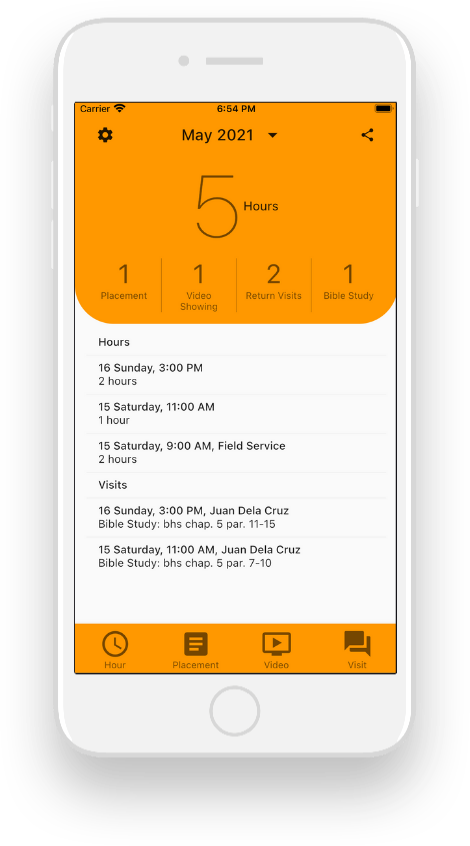 Carrier 6:54 PM
May 2021
5 Hours
1 1 2 1
Placement Video Showing Return Visits Bible Study
Hours
16 Sunday, 3:00 PM
2 hours
15 Saturday, 11:00 AM
1 hour
15 Saturday, 9:00 AM, Field Service
2 hours
Visits
16 Sunday, 3:00 PM, Juan Dela Cruz
Bible Study: bhs chap. 5 par. 11-15
15 Saturday, 11:00 AM, Juan Dela Cruz
Bible Study: bhs chap. 5 par. 7-10
Hour Placement Video Visit